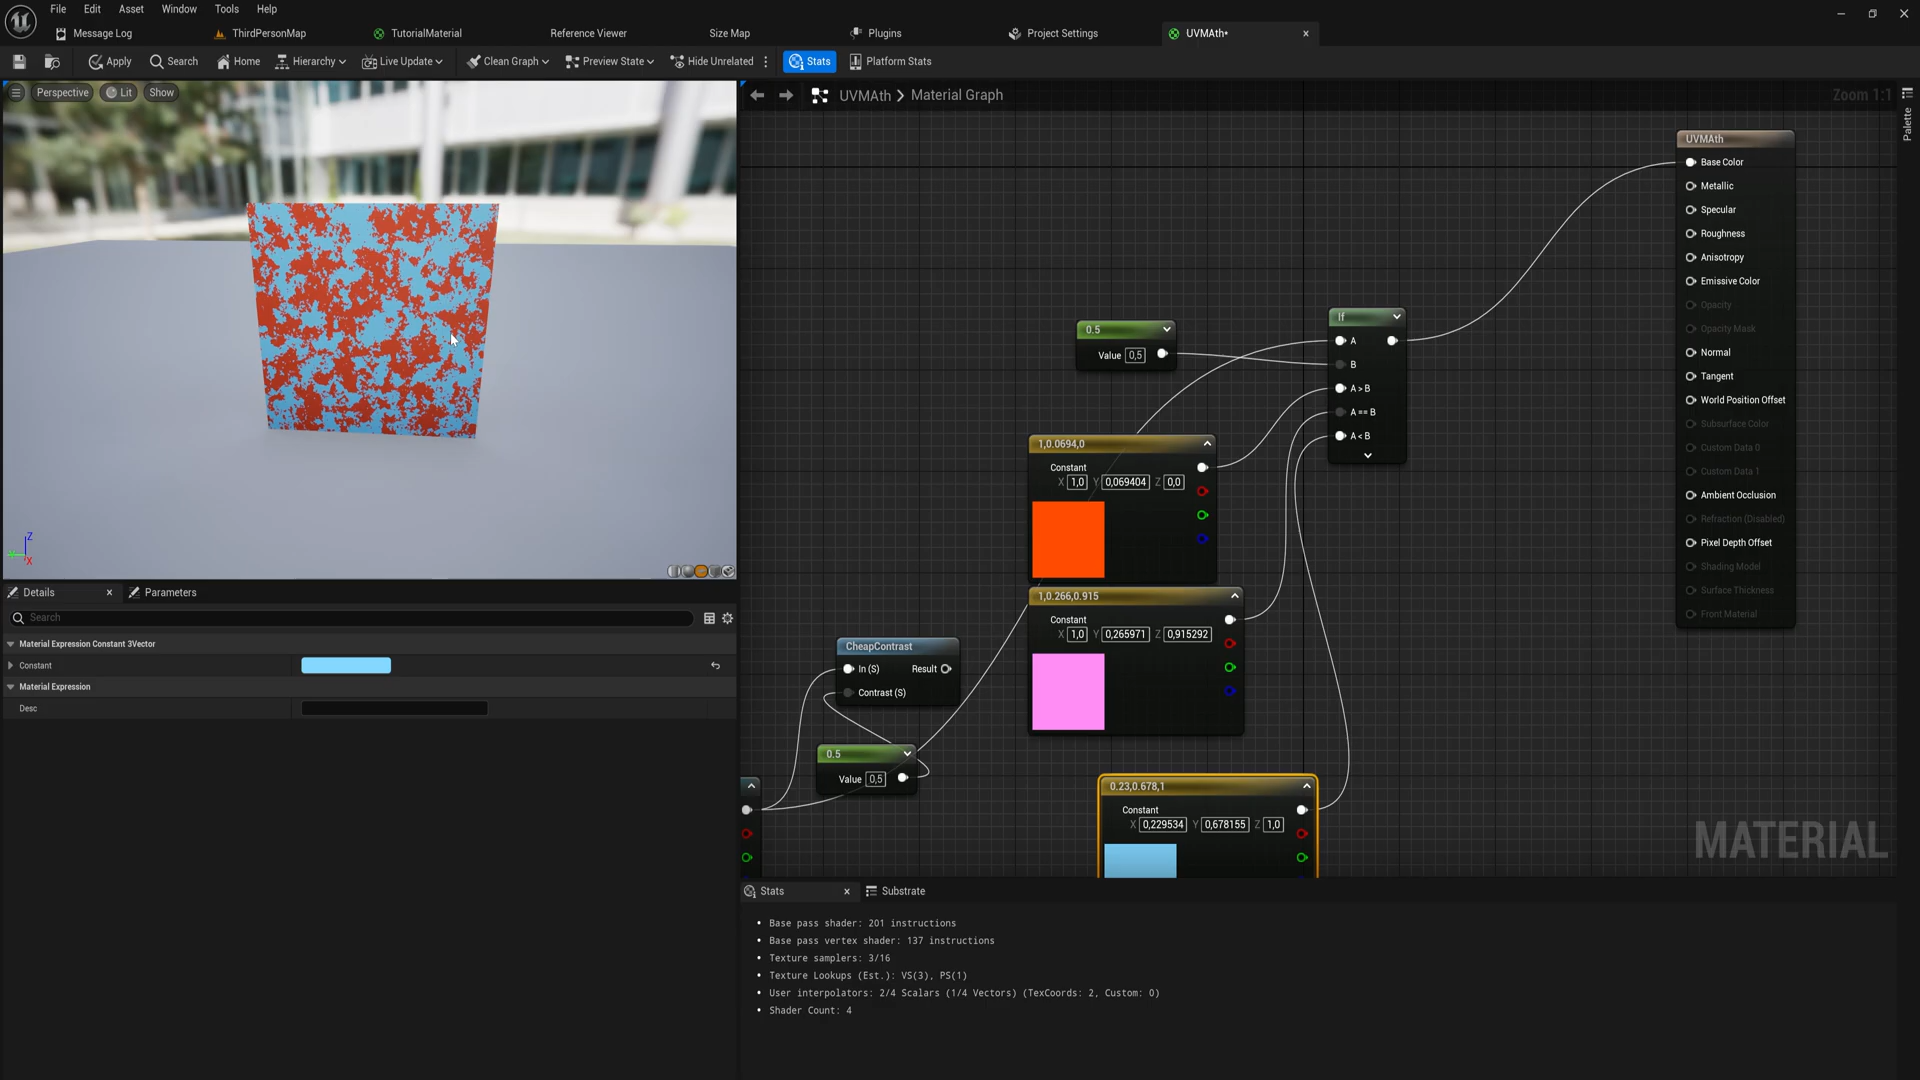 File Edit Asset Window Tools Help
Message Log ThirdPersonMap TutorialMaterial Reference Viewer Size Map Plugins Project Settings UVMAth•
Apply Search Home Hierarchy Live Update Clean Graph Preview State Hide Unrelated Stats Platform Stats
Perspective Lit Show
UVMAth > Material Graph
Zoom 1:1
Palette
UVMAth
Base Color
Metallic
Specular
Roughness
Anisotropy
Emissive Color
Opacity
Opacity Mask
Normal
Tangent
World Position Offset
Subsurface Color
Custom Data 0
Custom Data 1
Ambient Occlusion
Refraction (Disabled)
Pixel Depth Offset
Shading Model
Surface Thickness
Front Material
0.5
Value 0,5
If
A
B
A > B
A == B
A < B
1,0.0694,0
Constant
X 1,0 Y 0,069404 Z 0,0
1,0.266,0.915
Constant
X 1,0 Y 0,265971 Z 0,915292
CheapContrast
In (S) Result
Contrast (S)
0.5
Value 0,5
0.23,0.678,1
Constant
X 0,229534 Y 0,678155 Z 1,0
MATERIAL
Z
X
Details Parameters
Search
Material Expression Constant 3Vector
Constant
Material Expression
Desc
Stats Substrate
• Base pass shader: 201 instructions
• Base pass vertex shader: 137 instructions
• Texture samplers: 3/16
• Texture Lookups (Est.): VS(3), PS(1)
• User interpolators: 2/4 Scalars (1/4 Vectors) (TexCoords: 2, Custom: 0)
• Shader Count: 4